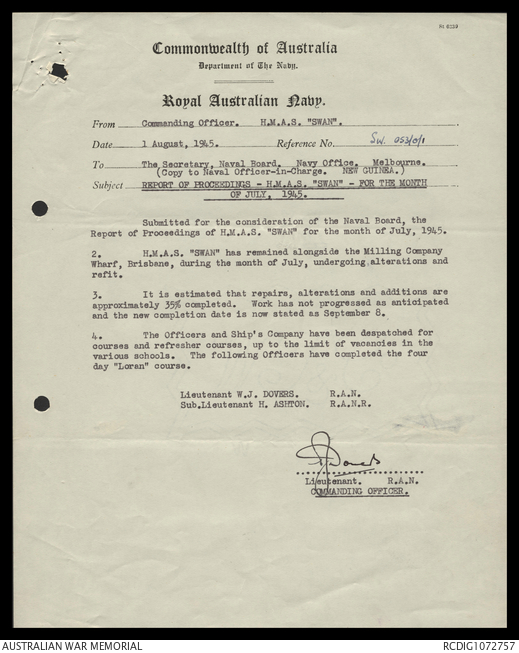 Commonwealth of Australia
Department of The Navy.
Royal Australian Navy.
From Commanding Officer. H.M.A.S. "SWAN".
Date 1 August, 1945. Reference No. SW. 053/0/1
To The Secretary, Naval Board. Navy Office. Melbourne.
(Copy to Naval Officer-in-Charge. NEW GUINEA.)
Subject REPORT OF PROCEEDINGS - H.M.A.S. "SWAN" - FOR THE MONTH
OF JULY, 1945.
Submitted for the consideration of the Naval Board, the
Report of Proceedings of H.M.A.S. "SWAN" for the month of July, 1945.
2. H.M.A.S. "SWAN" has remained alongside the Milling Company
Wharf, Brisbane, during the month of July, undergoing alterations and
refit.
3. It is estimated that repairs, alterations and additions are
approximately 35% completed. Work has not progressed as anticipated
and the new completion date is now stated as September 8.
4. The Officers and Ship's Company have been despatched for
courses and refresher courses, up to the limit of vacancies in the
various schools. The following Officers have completed the four
day "Loran" course.
Lieutenant W.J. DOVERS. R.A.N.
Sub.Lieutenant H. ASHTON. R.A.N.R.
Lieutenant. R.A.N.
COMMANDING OFFICER.
AUSTRALIAN WAR MEMORIAL
RCDIG1072757